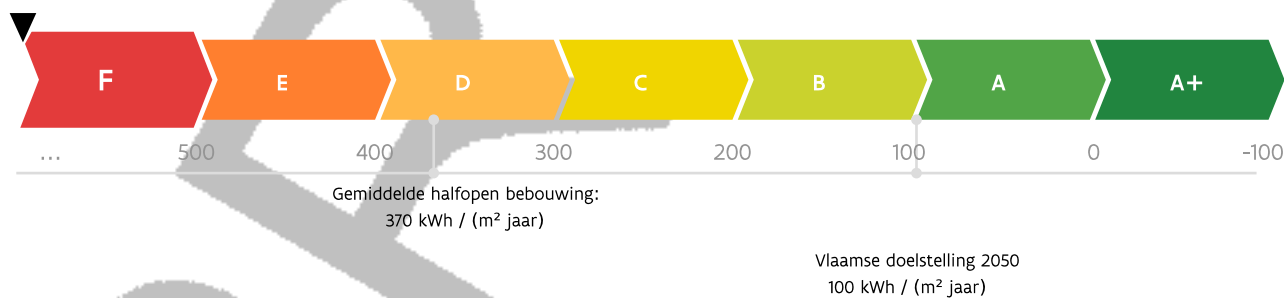 F E D C B A A+
... 500 400 300 200 100 0 -100
Gemiddelde halfopen bebouwing:
370 kWh / (m² jaar)
Vlaamse doelstelling 2050
100 kWh / (m² jaar)